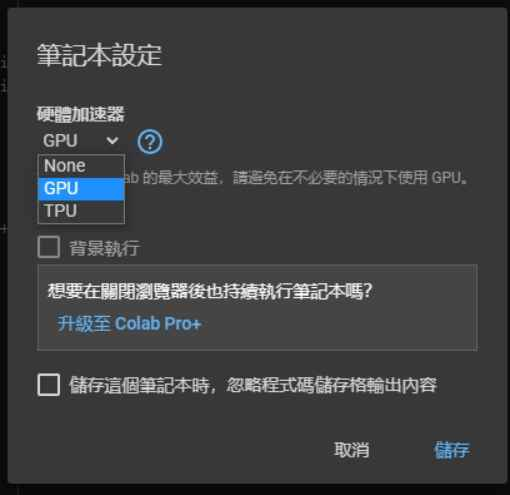 筆記本設定
硬體加速器
GPU
None
GPU
TPU
ab 的最大效益，請避免在不必要的情況下使用 GPU。
背景執行
想要在關閉瀏覽器後也持續執行筆記本嗎？
升級至 Colab Pro+
儲存這個筆記本時，忽略程式碼儲存格輸出內容
取消
儲存